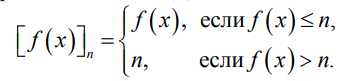 [f(x)]ₙ = { f(x), если f(x) ≤ n,
n, если f(x) > n.